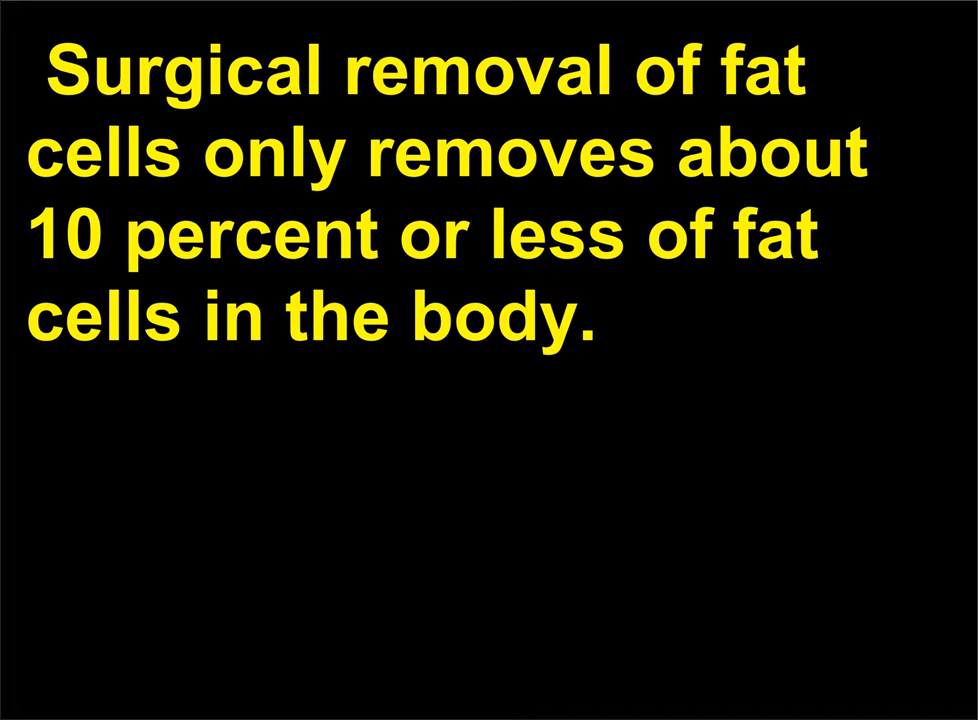 Surgical removal of fat
cells only removes about
10 percent or less of fat
cells in the body.